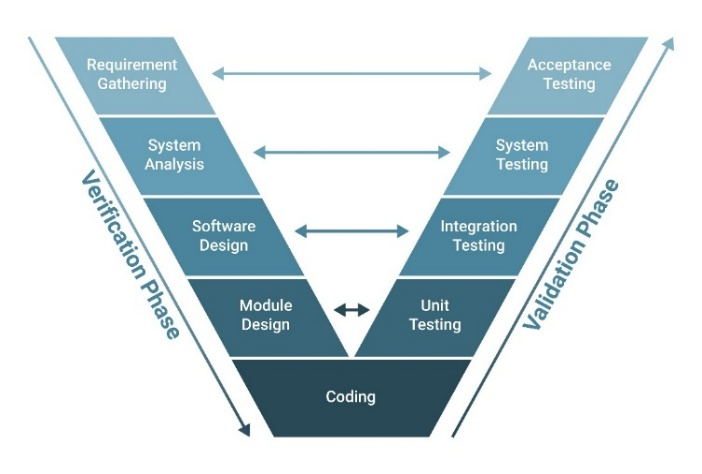 Requirement
Gathering
Acceptance
Testing
System
Analysis
System
Testing
Software
Design
Integration
Testing
Module
Design
Unit
Testing
Coding
Verification Phase
Validation Phase